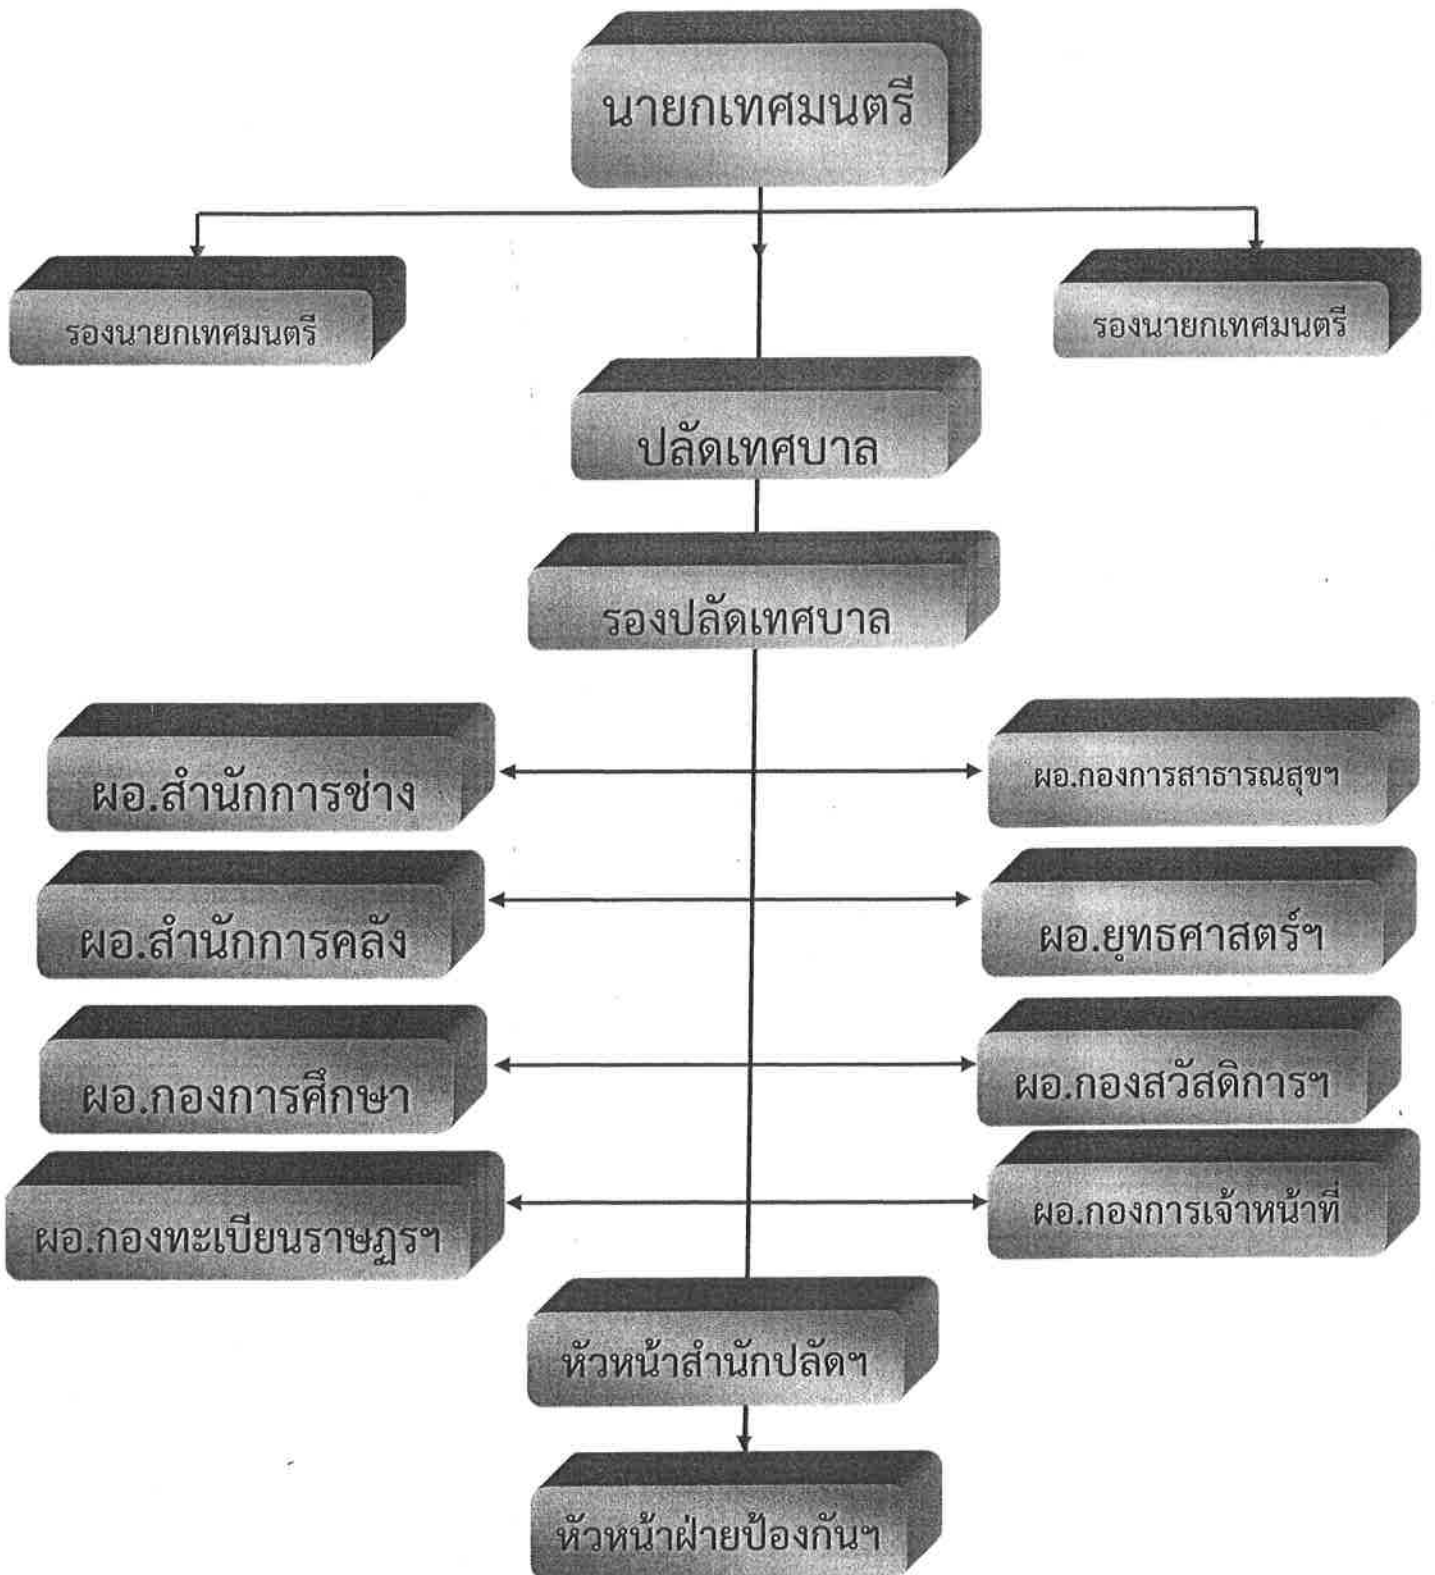 นายกเทศมนตรี
รองนายกเทศมนตรี
รองนายกเทศมนตรี
ปลัดเทศบาล
รองปลัดเทศบาล
ผอ.สำนักการช่าง
ผอ.กองการสาธารณสุขฯ
ผอ.สำนักการคลัง
ผอ.ยุทธศาสตร์ฯ
ผอ.กองการศึกษา
ผอ.กองสวัสดิการฯ
ผอ.กองทะเบียนราษฎรฯ
ผอ.กองการเจ้าหน้าที่
หัวหน้าสำนักปลัดฯ
หัวหน้าฝ่ายป้องกันฯ